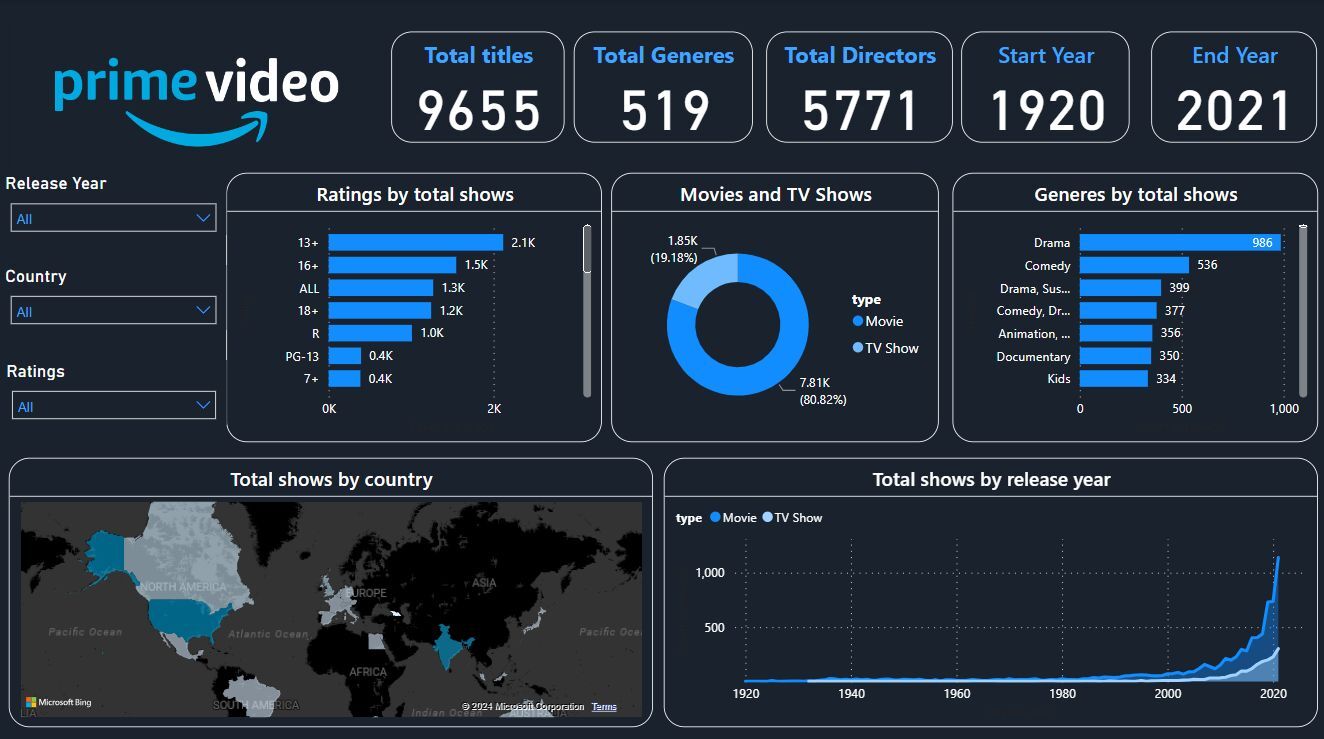 prime video
Total titles
9655
Total Generes
519
Total Directors
5771
Start Year
1920
End Year
2021
Release Year
All
Country
All
Ratings
All
Ratings by total shows
13+ 2.1K
16+ 1.5K
ALL 1.3K
18+ 1.2K
R 1.0K
PG-13 0.4K
7+ 0.4K
0K 2K
Movies and TV Shows
1.85K
(19.18%)
7.81K
(80.82%)
type
Movie
TV Show
Generes by total shows
Drama 986
Comedy 536
Drama, Sus... 399
Comedy, Dr... 377
Animation, ... 356
Documentary 350
Kids 334
0 500 1,000
Total shows by country
NORTH AMERICA
EUROPE
ASIA
Pacific Ocean
Atlantic Ocean
Pacific Oce
AFRICA
SOUTH AMERICA
Indian Ocean
AUSTRALIA
LIA
Microsoft Bing
© 2024 Microsoft Corporation Terms
Total shows by release year
type Movie TV Show
1,000
500
1920 1940 1960 1980 2000 2020